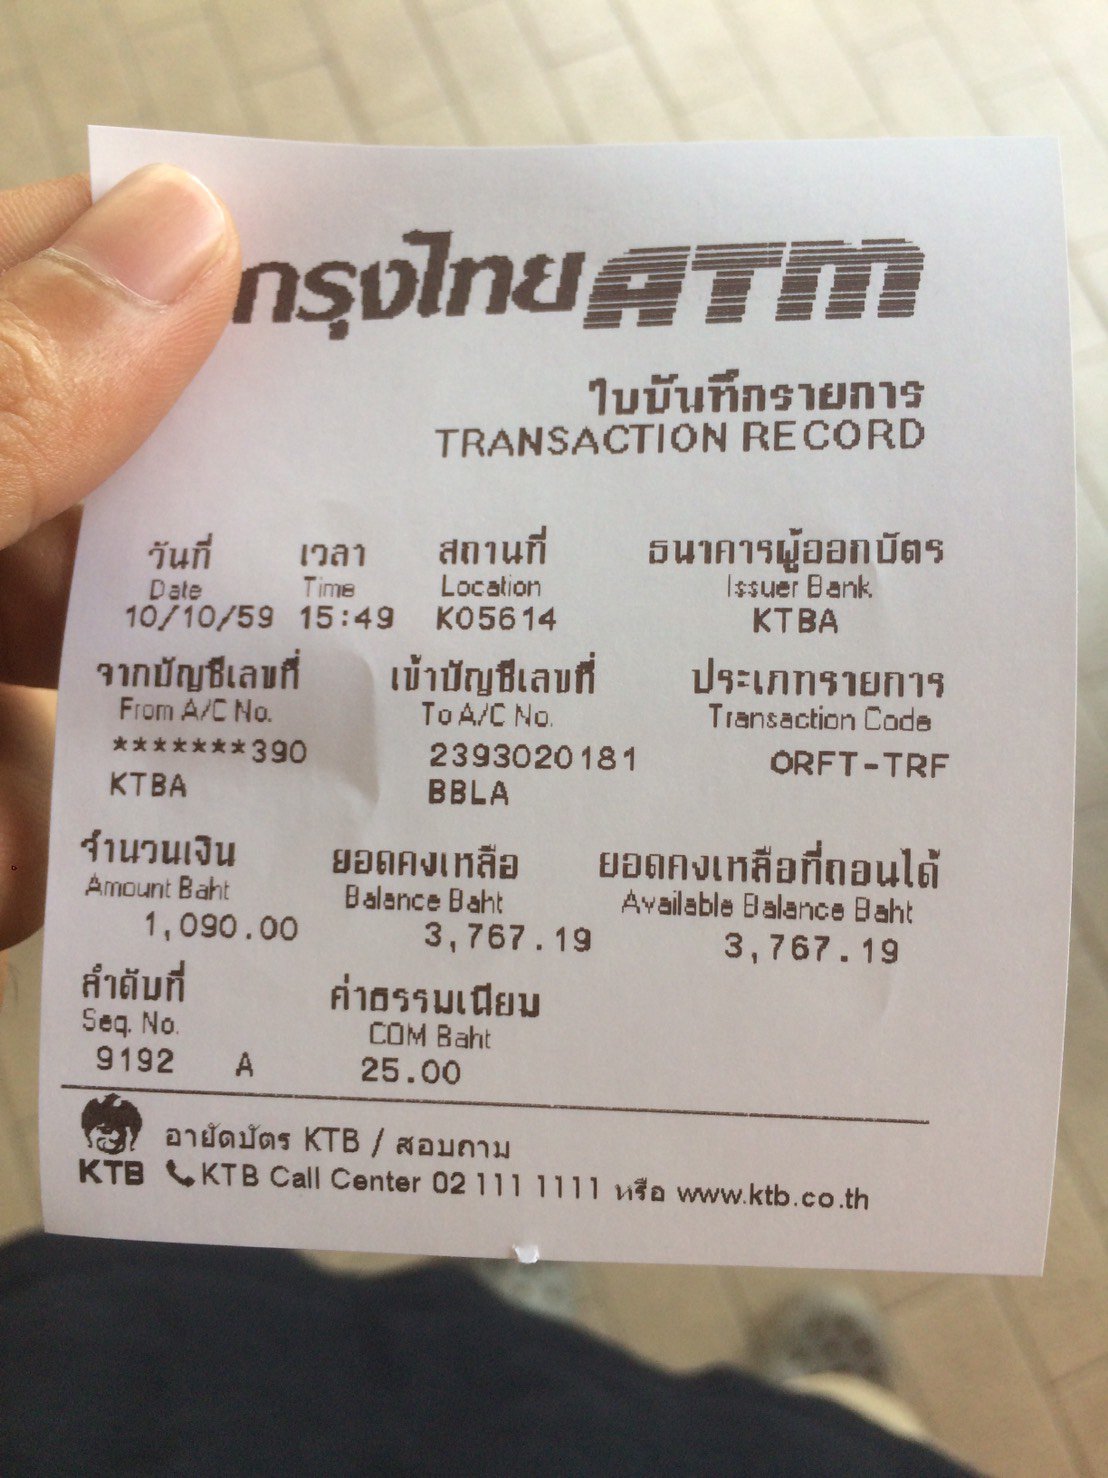 กรุงไทย ATM
ใบบันทึกรายการ
TRANSACTION RECORD
วันที่ เวลา สถานที่ ธนาคารผู้ออกบัตร
Date Time Location Issuer Bank
10/10/59 15:49 K05614 KTBA
จากบัญชีเลขที่ เข้าบัญชีเลขที่ ประเภทรายการ
From A/C No. To A/C No. Transaction Code
*******390 2393020181 ORFT-TRF
KTBA BBLA
จำนวนเงิน ยอดคงเหลือ ยอดคงเหลือที่ถอนได้
Amount Baht Balance Baht Available Balance Baht
1,090.00 3,767.19 3,767.19
ลำดับที่ ค่าธรรมเนียม
Seq. No. COM Baht
9192 A 25.00
อายัดบัตร KTB / สอบถาม
KTB KTB Call Center 02 111 1111 หรือ www.ktb.co.th